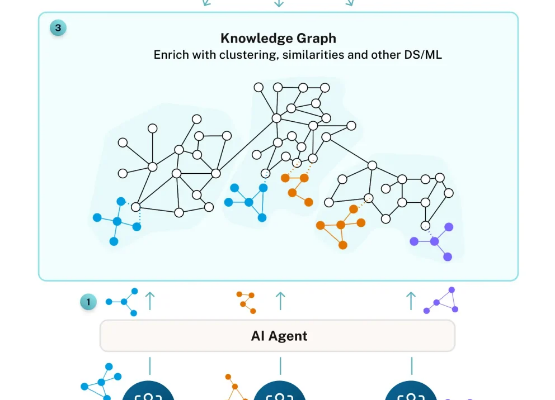 3
Knowledge Graph
Enrich with clustering, similarities and other DS/ML
1
AI Agent